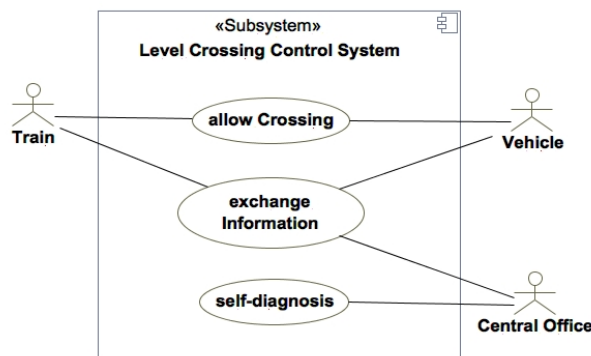 «Subsystem»
Level Crossing Control System
allow Crossing
Train
Vehicle
exchange
Information
self-diagnosis
Central Office